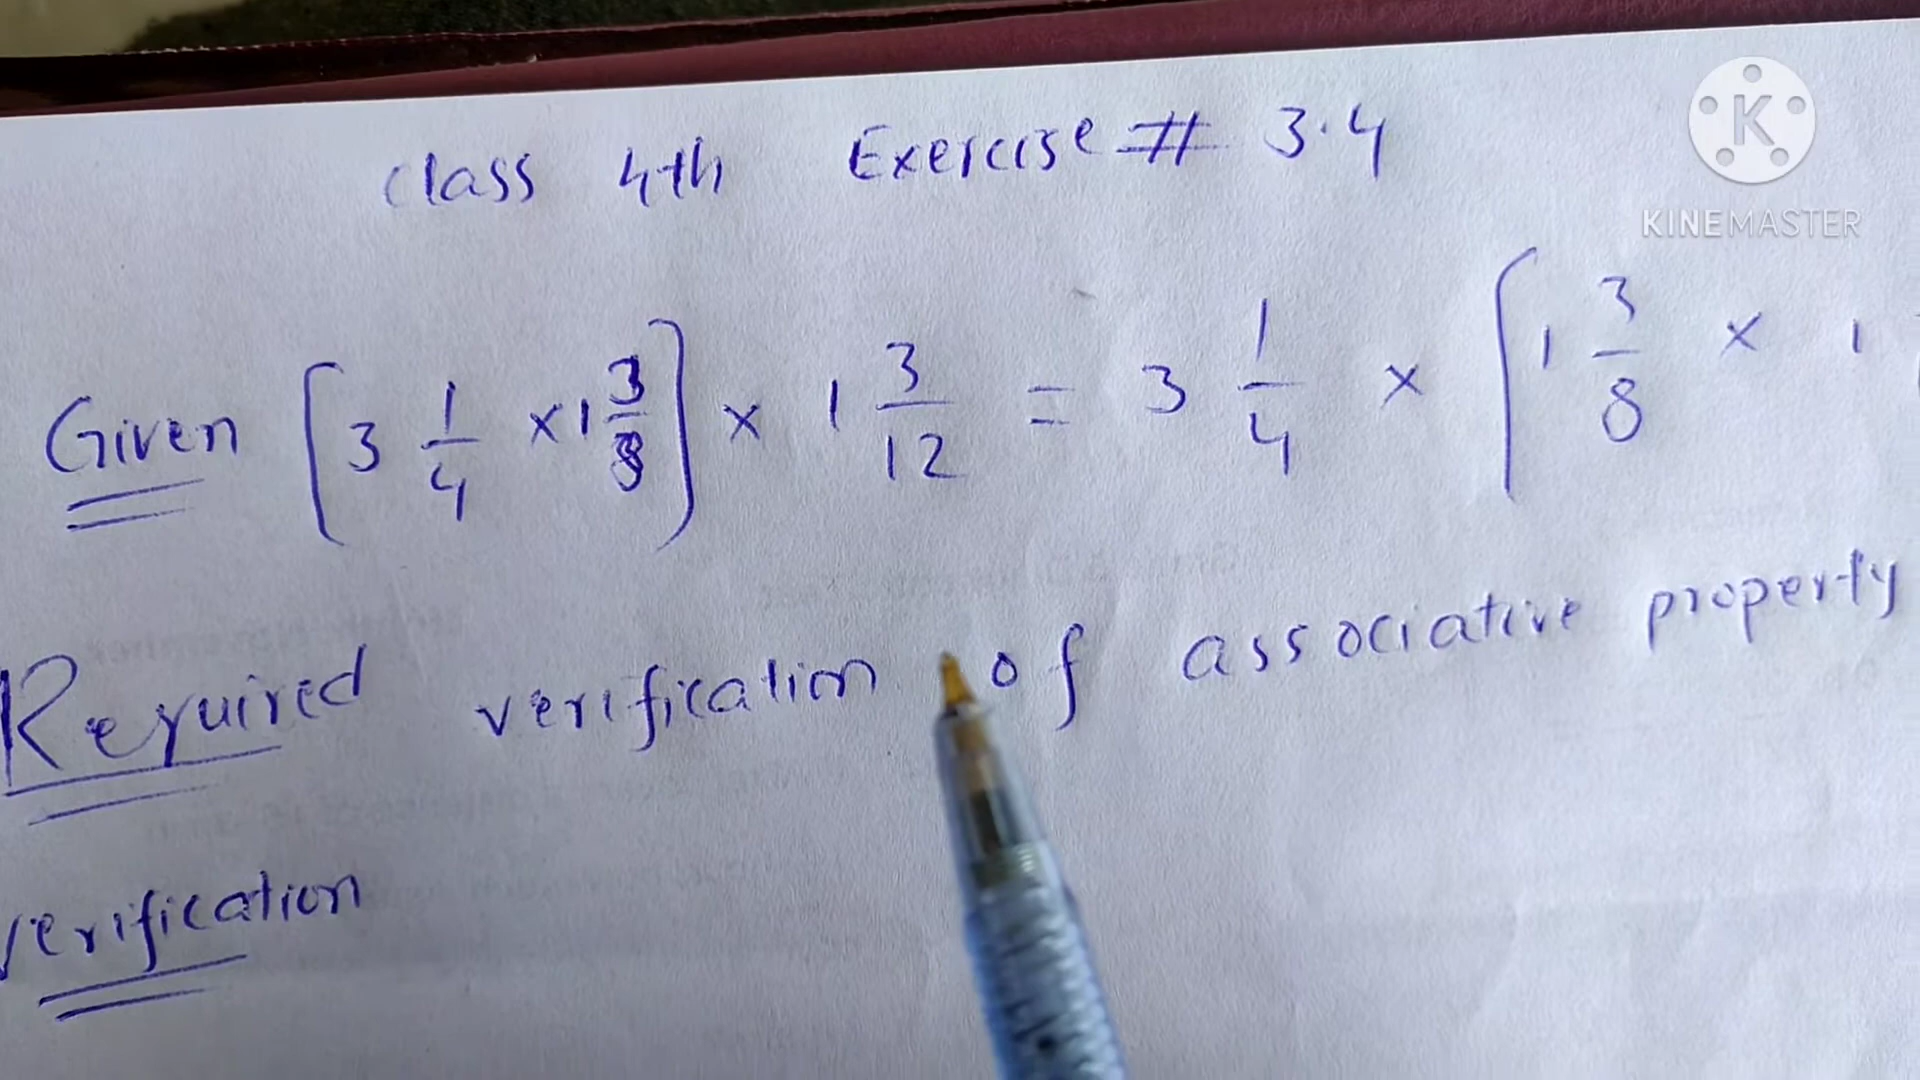 Class 4th Exercise # 3.4
K
KINEMASTER
Given [3 1/4 × 1 3/8] × 1 3/12 = 3 1/4 × [1 3/8 × 1
Required verification of associative property
verification